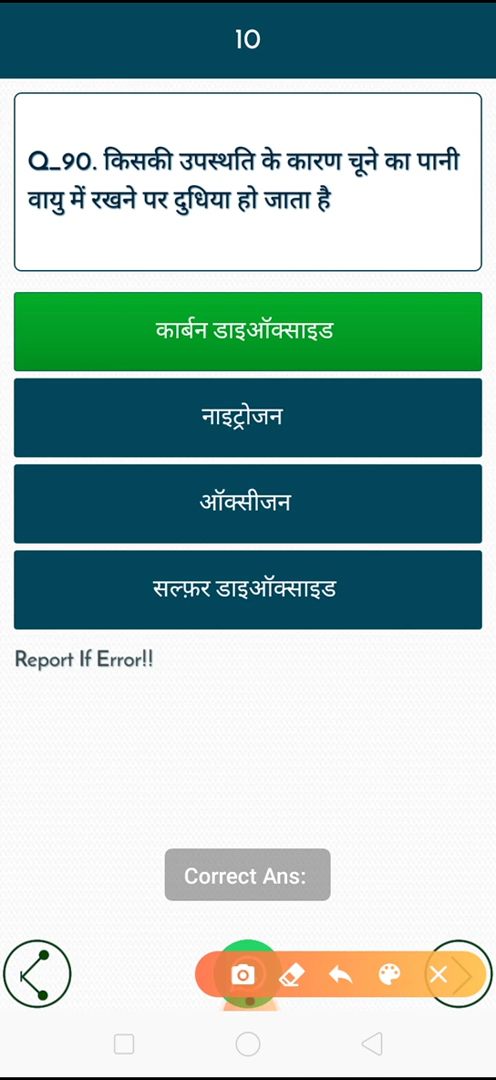 10
Q_90. किसकी उपस्थति के कारण चूने का पानी
वायु में रखने पर दुधिया हो जाता है
कार्बन डाइऑक्साइड
नाइट्रोजन
ऑक्सीजन
सल्फ़र डाइऑक्साइड
Report If Error!!
Correct Ans: